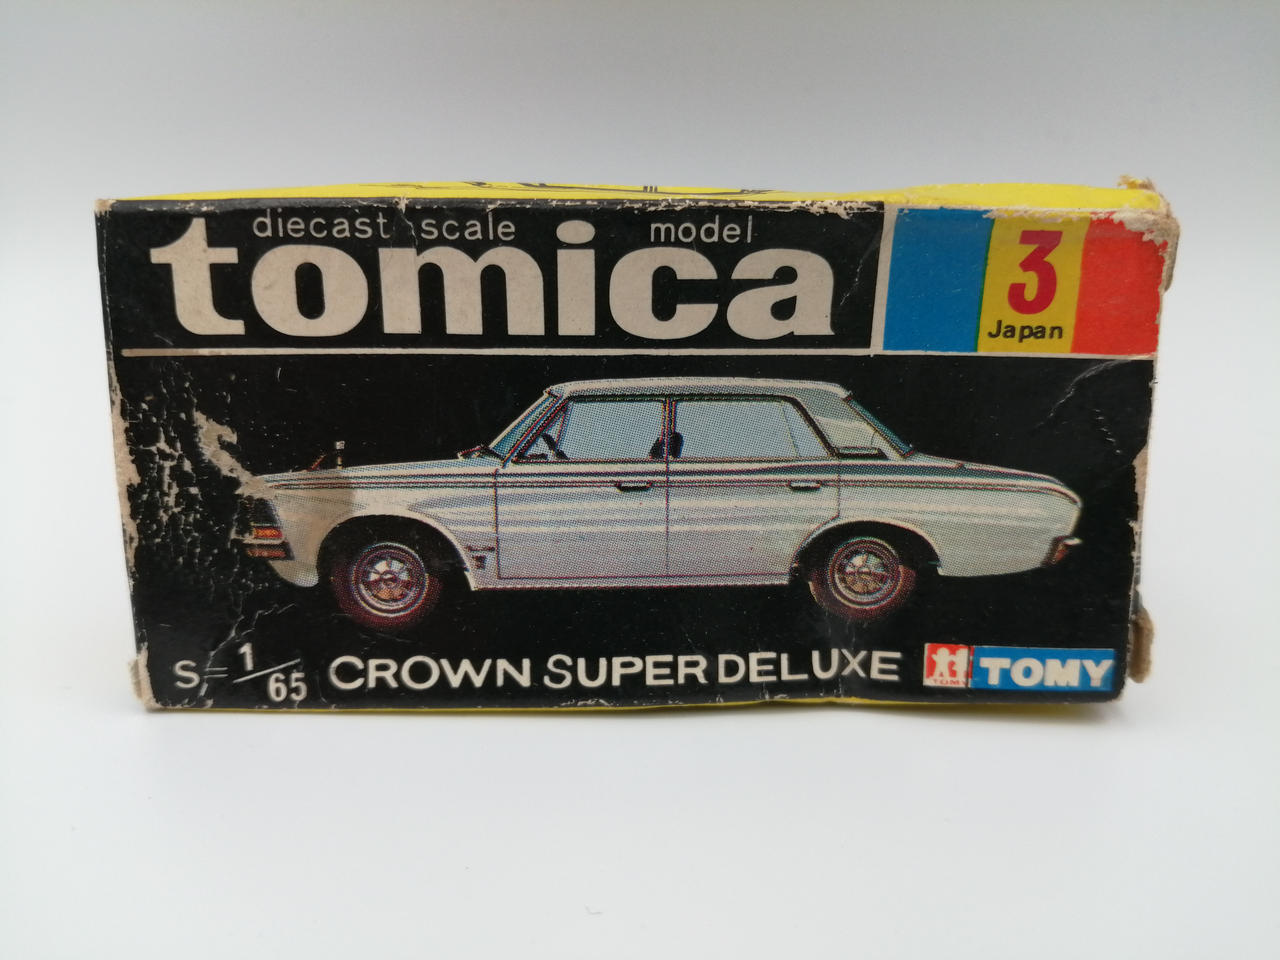 diecast scale model
tomica
3
Japan
S=1/65 CROWN SUPER DELUXE
TOMY
TOMY